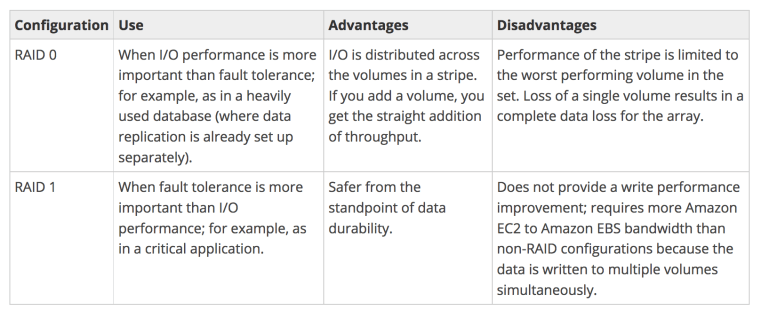 Configuration Use Advantages Disadvantages
RAID 0
When I/O performance is more
important than fault tolerance;
for example, as in a heavily
used database (where data
replication is already set up
separately).
I/O is distributed across
the volumes in a stripe.
If you add a volume, you
get the straight addition
of throughput.
Performance of the stripe is limited to
the worst performing volume in the
set. Loss of a single volume results in a
complete data loss for the array.
RAID 1
When fault tolerance is more
important than I/O
performance; for example, as
in a critical application.
Safer from the
standpoint of data
durability.
Does not provide a write performance
improvement; requires more Amazon
EC2 to Amazon EBS bandwidth than
non-RAID configurations because the
data is written to multiple volumes
simultaneously.